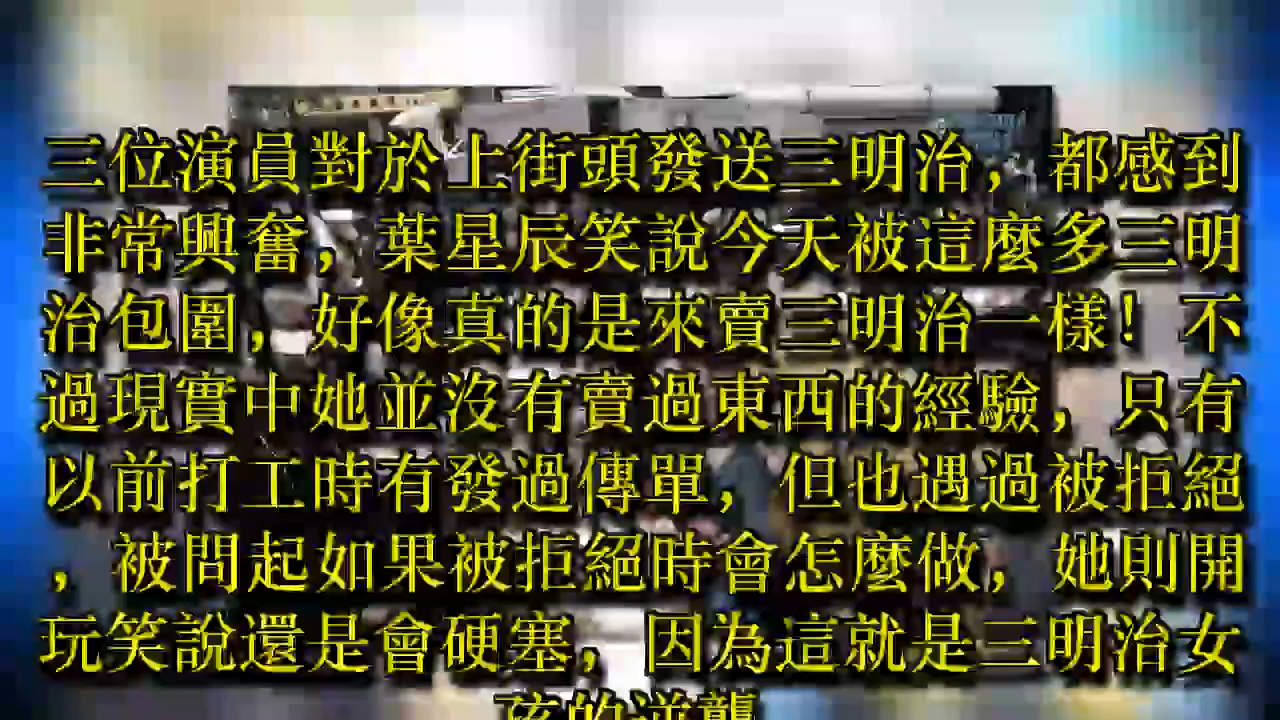 三位演員對於上街頭發送三明治，都感到
非常興奮，葉星辰笑說今天被這麼多三明
治包圍，好像真的是來賣三明治一樣！不
過現實中她並沒有賣過東西的經驗，只有
以前打工時有發過傳單，但也遇過被拒絕
，被問起如果被拒絕時會怎麼做，她則開
玩笑說還是會硬塞，因為這就是三明治女
孩的逆襲